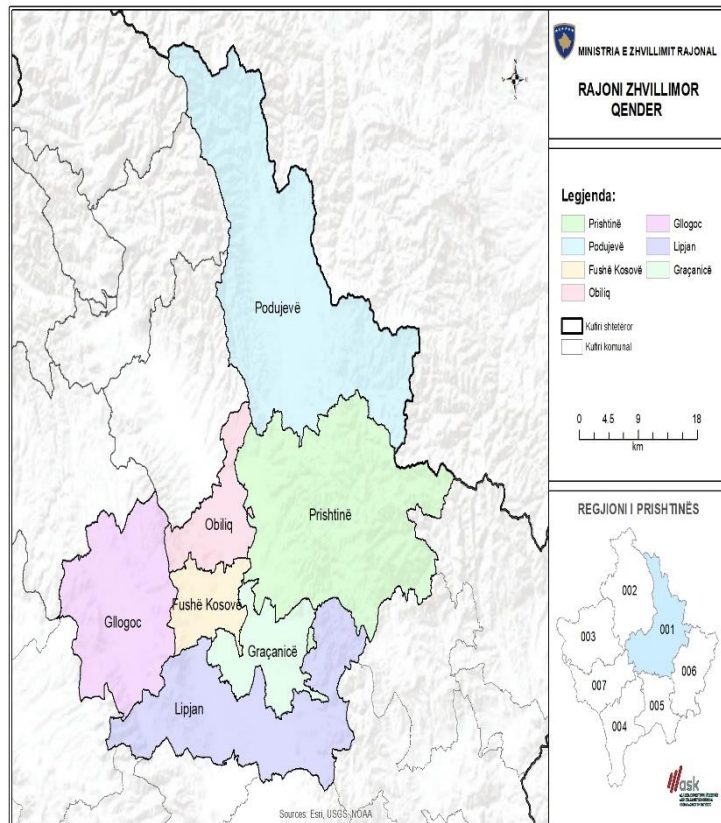 MINISTRIA E ZHVILLIMIT RAJONAL
RAJONI ZHVILLIMOR
QENDER
Legjenda:
Prishtinë
Podujevë
Fushë Kosovë
Obiliq
Gllogoc
Lipjan
Graçanicë
Kufiri shtetëror
Kufiri komunal
0 4.5 9 18
km
REGJIONI I PRISHTINËS
002
001
003
006
007
005
004
ask
Podujevë
Prishtinë
Obiliq
Fushë Kosovë
Gllogoc
Graçanicë
Lipjan
Sources: Esri, USGS, NOAA